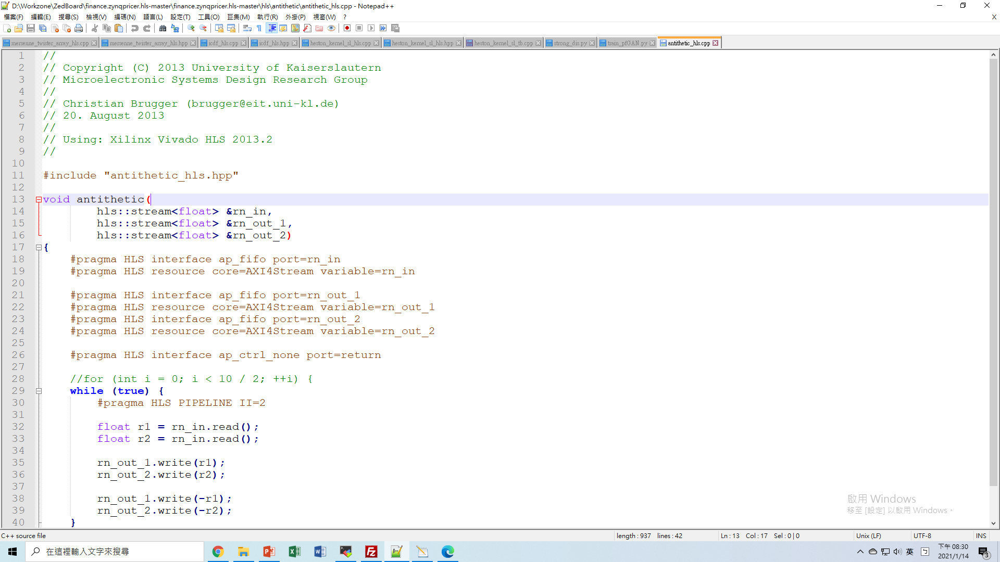 D:\Workzone\ZedBoard\finance.zynqpricer.hls-master\finance.zynqpricer.hls-master\hls\antithetic\antithetic_hls.cpp - Notepad++
檔案(F) 編輯(E) 搜尋(S) 檢視(V) 編碼(N) 語言(L) 設定(T) 工具(O) 巨集(M) 執行(R) 外掛(P) 視窗(W) ? X
mersenne_twister_array_hls.cpp mersenne_twister_array_hls.hpp icdf_hls.cpp icdf_hls.hpp heston_kernel_sl_hls.cpp heston_kernel_sl_hls.hpp heston_kernel_sl_tb.cpp strong_dis.py train_pfGAN.py antithetic_hls.cpp
1 //
2 // Copyright (C) 2013 University of Kaiserslautern
3 // Microelectronic Systems Design Research Group
4 //
5 // Christian Brugger (brugger@eit.uni-kl.de)
6 // 20. August 2013
7 //
8 // Using: Xilinx Vivado HLS 2013.2
9 //
10
11 #include "antithetic_hls.hpp"
12
13 void antithetic(
14 hls::stream<float> &rn_in,
15 hls::stream<float> &rn_out_1,
16 hls::stream<float> &rn_out_2)
17 {
18 #pragma HLS interface ap_fifo port=rn_in
19 #pragma HLS resource core=AXI4Stream variable=rn_in
20
21 #pragma HLS interface ap_fifo port=rn_out_1
22 #pragma HLS resource core=AXI4Stream variable=rn_out_1
23 #pragma HLS interface ap_fifo port=rn_out_2
24 #pragma HLS resource core=AXI4Stream variable=rn_out_2
25
26 #pragma HLS interface ap_ctrl_none port=return
27
28 //for (int i = 0; i < 10 / 2; ++i) {
29 while (true) {
30 #pragma HLS PIPELINE II=2
31
32 float r1 = rn_in.read();
33 float r2 = rn_in.read();
34
35 rn_out_1.write(r1);
36 rn_out_2.write(r2);
37
38 rn_out_1.write(-r1);
39 rn_out_2.write(-r2);
40 }
啟用 Windows
移至 [設定] 以啟用 Windows。
C++ source file length : 937 lines : 42 Ln : 13 Col : 17 Sel : 0 | 0 Unix (LF) UTF-8 INS
在這裡輸入文字來搜尋
英
下午 08:30
2021/1/14
3